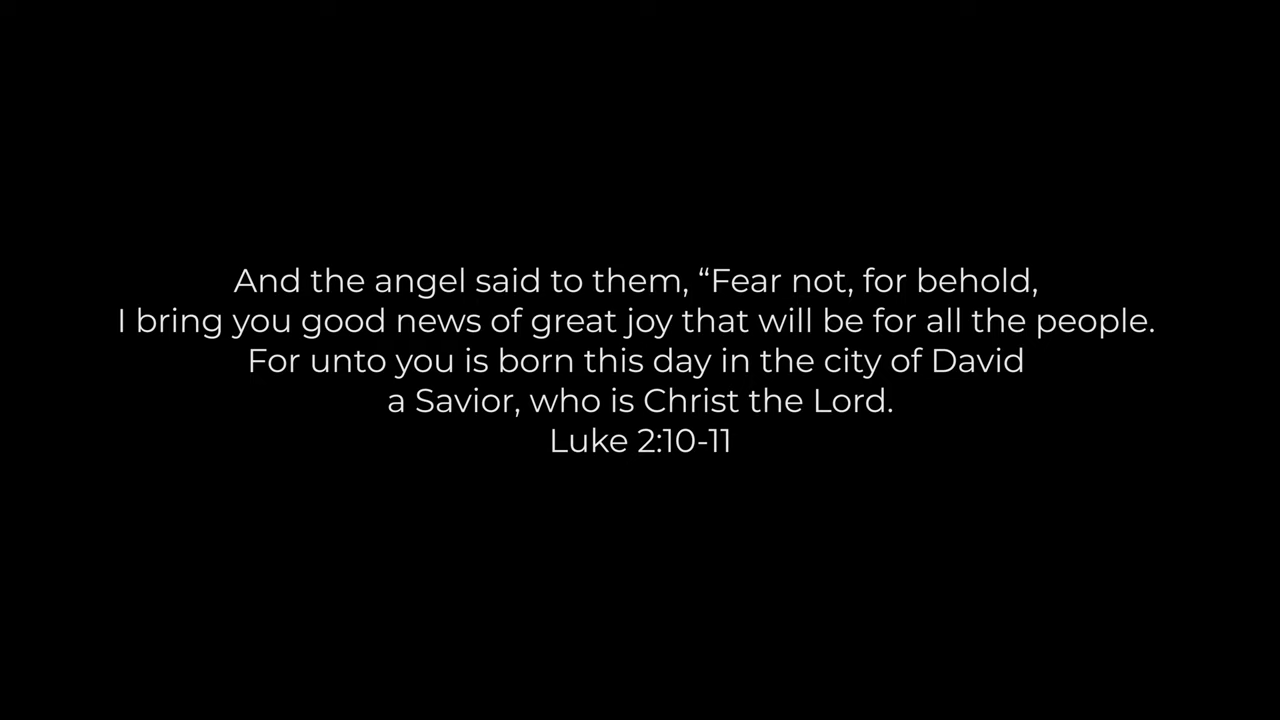 And the angel said to them, “Fear not, for behold,
I bring you good news of great joy that will be for all the people.
For unto you is born this day in the city of David
a Savior, who is Christ the Lord.
Luke 2:10-11